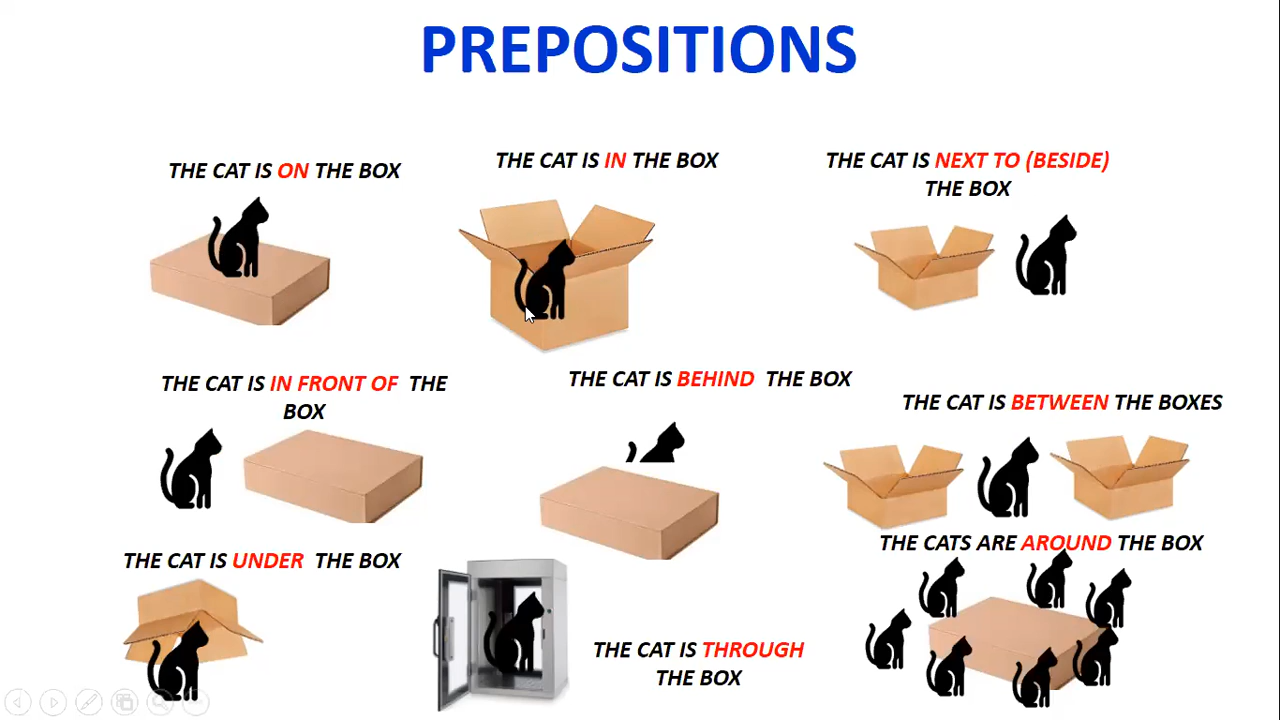 PREPOSITIONS
THE CAT IS ON THE BOX
THE CAT IS IN THE BOX
THE CAT IS NEXT TO (BESIDE)
THE BOX
THE CAT IS IN FRONT OF THE
BOX
THE CAT IS BEHIND THE BOX
THE CAT IS BETWEEN THE BOXES
THE CAT IS UNDER THE BOX
THE CAT IS THROUGH
THE BOX
THE CATS ARE AROUND THE BOX